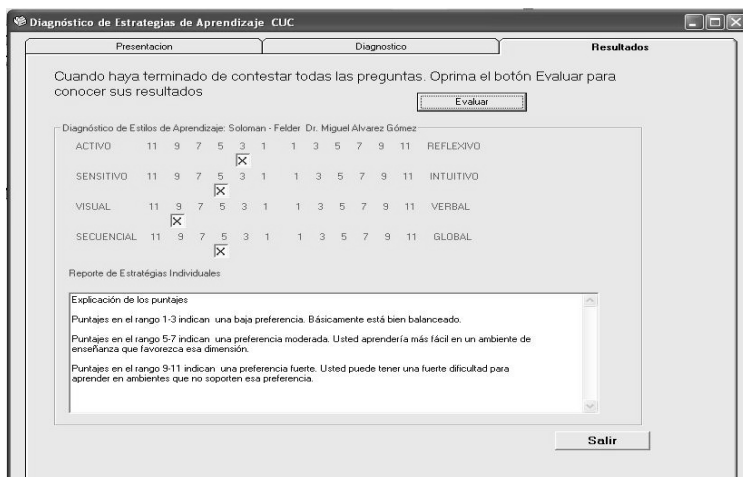 Diagnóstico de Estrategias de Aprendizaje CUC
Presentacion Diagnostico Resultados
Cuando haya terminado de contestar todas las preguntas. Oprima el botón Evaluar para
conocer sus resultados
Evaluar
Diagnóstico de Estilos de Aprendizaje: Soloman - Felder Dr. Miguel Alvarez Gómez
ACTIVO 11 9 7 5 3 1 1 3 5 7 9 11 REFLEXIVO
SENSITIVO 11 9 7 5 3 1 1 3 5 7 9 11 INTUITIVO
VISUAL 11 9 7 5 3 1 1 3 5 7 9 11 VERBAL
SECUENCIAL 11 9 7 5 3 1 1 3 5 7 9 11 GLOBAL
Reporte de Estratégias Individuales
Explicación de los puntajes
Puntajes en el rango 1-3 indican una baja preferencia. Básicamente está bien balanceado.
Puntajes en el rango 5-7 indican una preferencia moderada. Usted aprendería más fácil en un ambiente de
enseñanza que favorezca esa dimensión.
Puntajes en el rango 9-11 indican una preferencia fuerte. Usted puede tener una fuerte dificultad para
aprender en ambientes que no soporten esa preferencia.
Salir